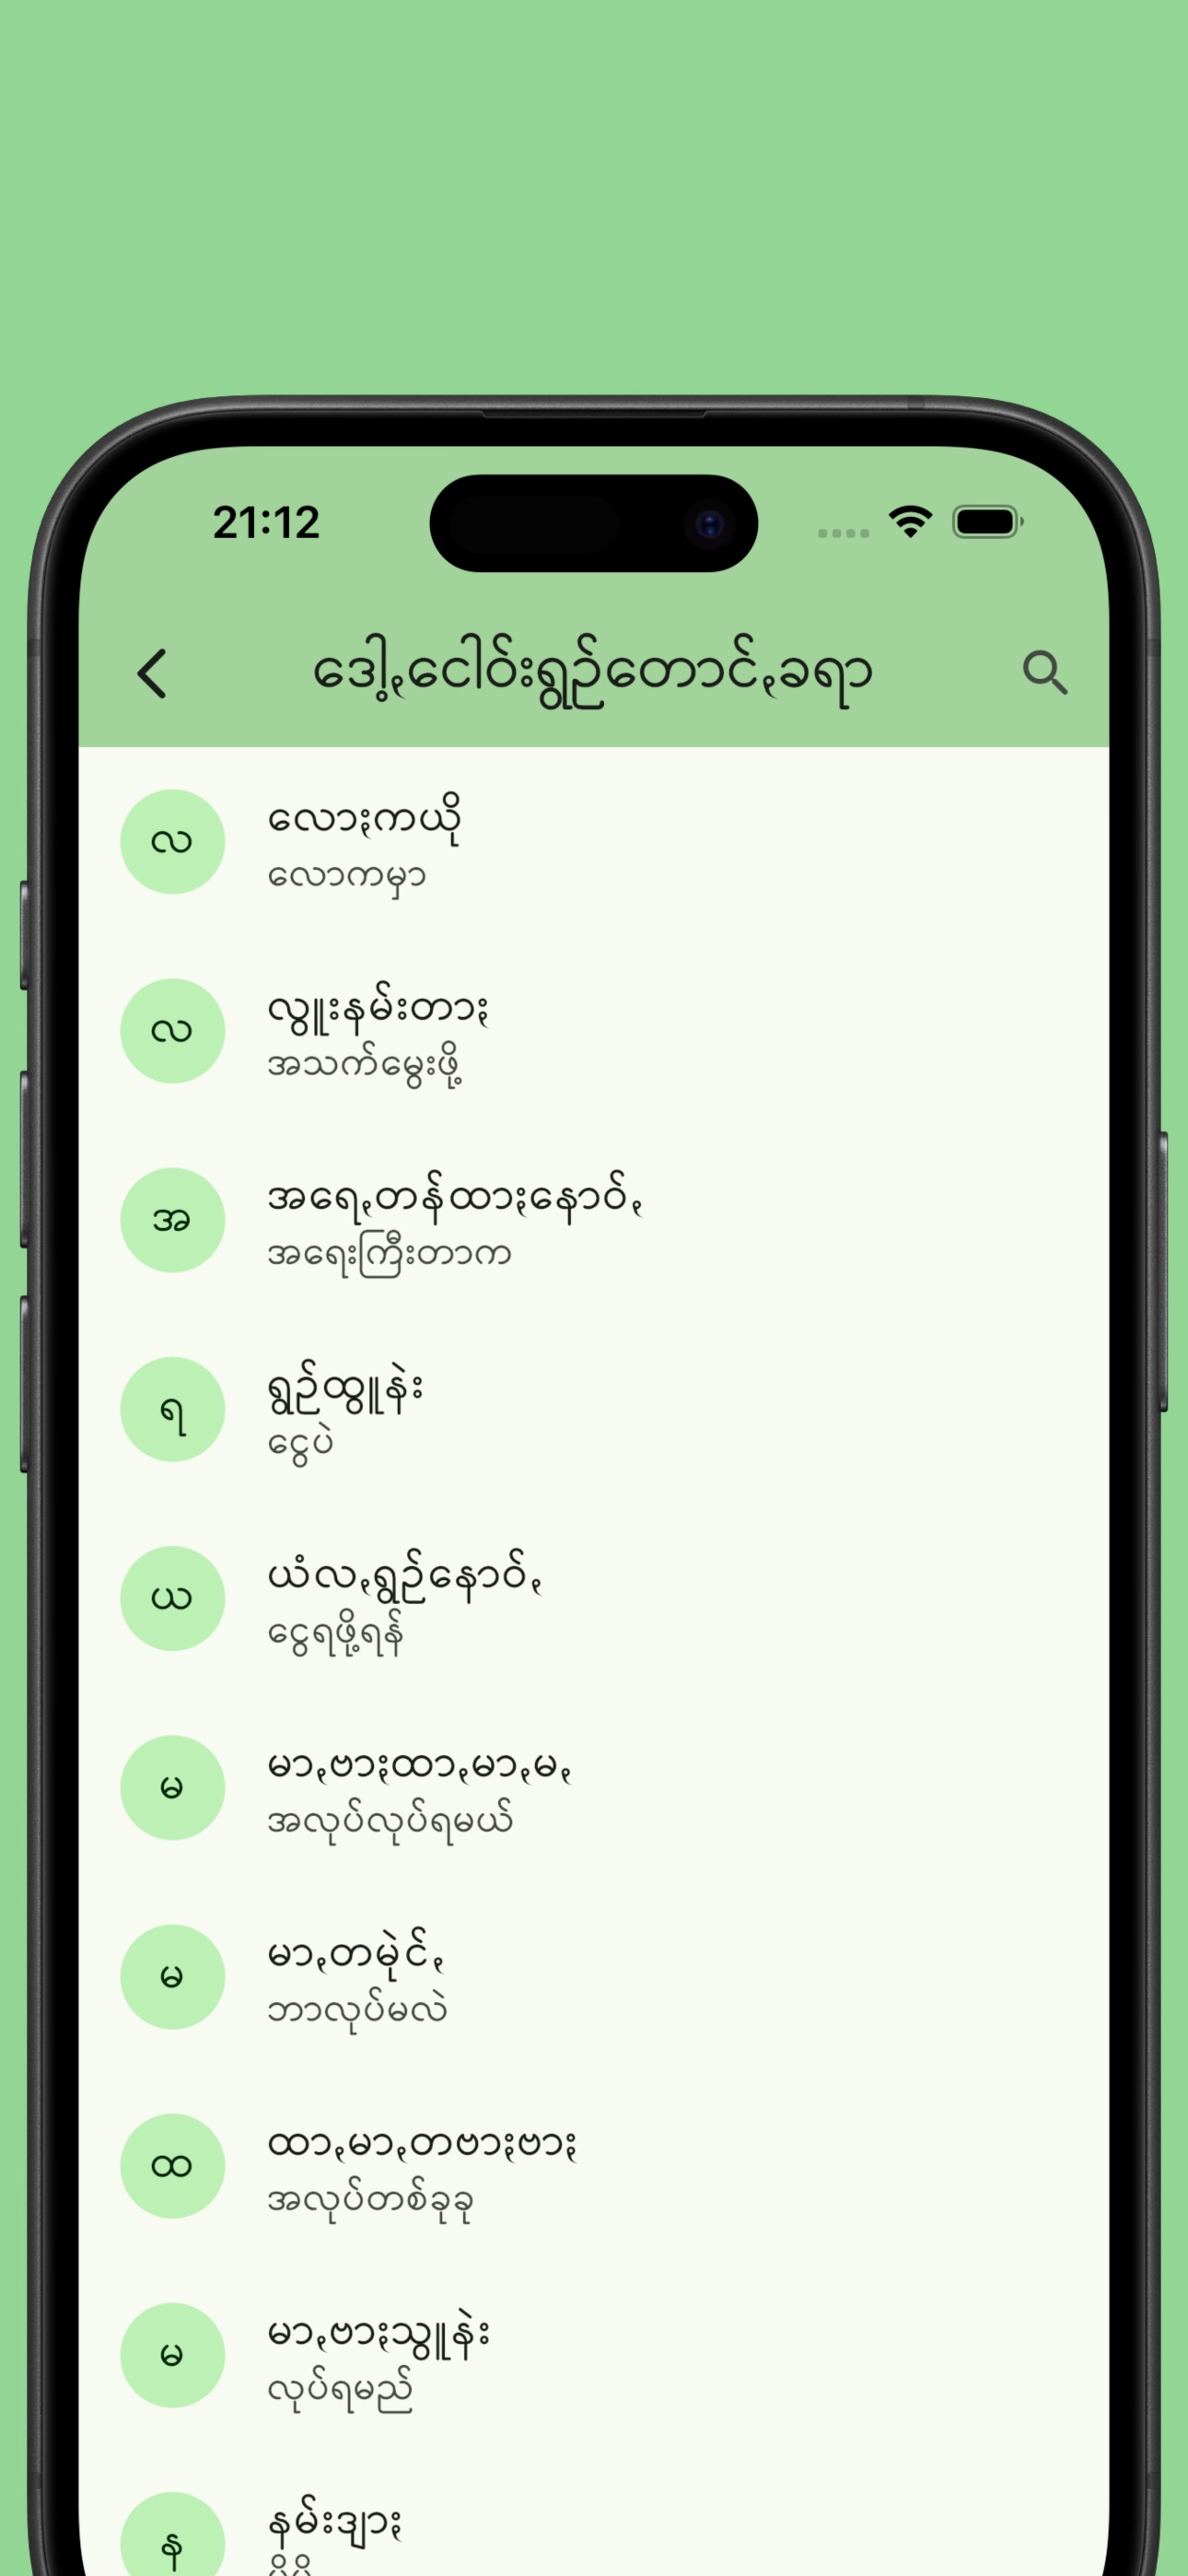 21:12
ဒေါ့ႇငေါဝ်းရွဉ်တောင်ႇခရာ
လ
လောႏကယို
လောကမှာ
လ
လွူးနမ်းတာႏ
အသက်မွေးဖို့
အ
အရေႇတန်ထာႏနောဝ်ႇ
အရေးကြီးတာက
ရ
ရွဉ်ထွူနဲး
ငွေပဲ
ယ
ယံလႇရွဉ်နောဝ်ႇ
ငွေရဖို့ရန်
မ
မာႇဗာႏထာႇမာႇမႇ
အလုပ်လုပ်ရမယ်
မ
မာႇတမဲုင်ႇ
ဘာလုပ်မလဲ
ထ
ထာႇမာႇတဗာႏဗာႏ
အလုပ်တစ်ခုခု
မ
မာႇဗာႏသွူနဲး
လုပ်ရမည်
န
နမ်းဒျာႏ